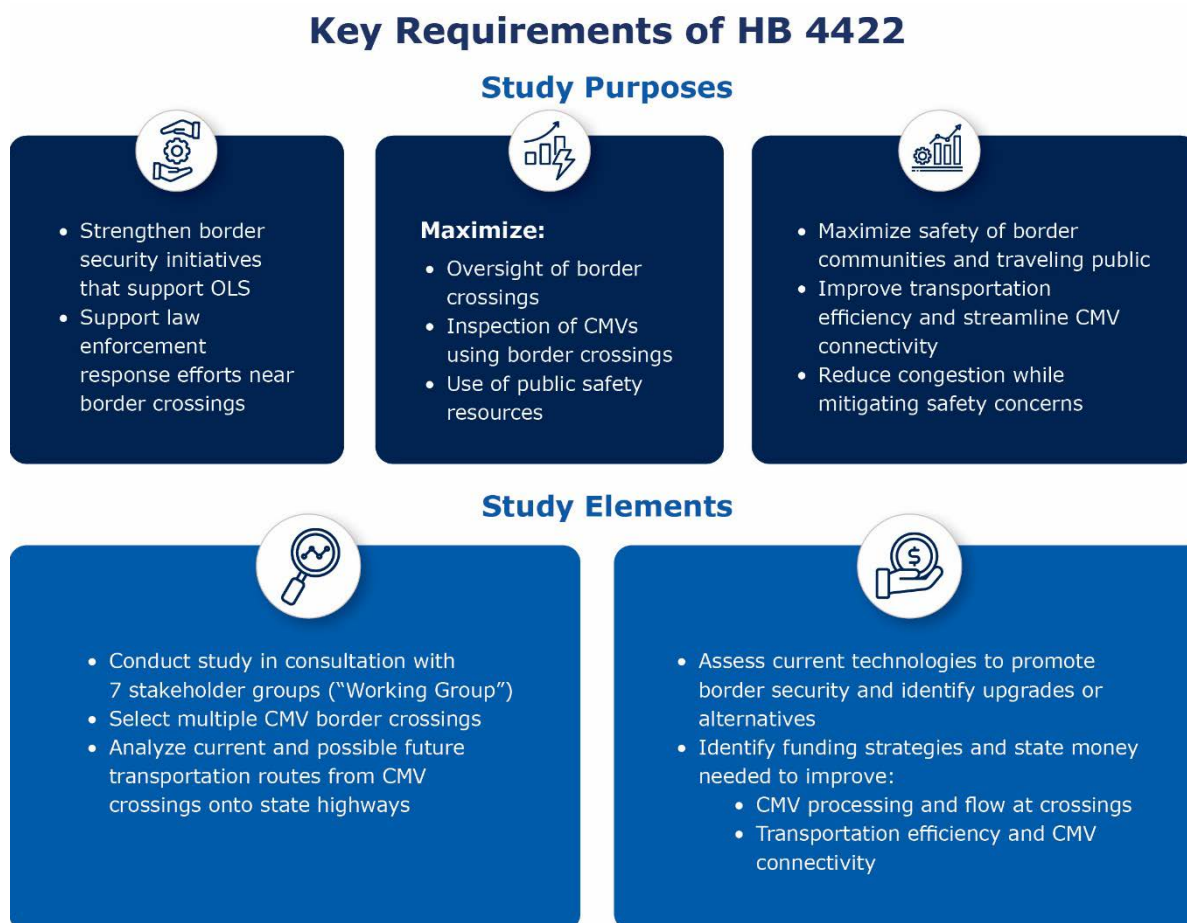 Key Requirements of HB 4422
Study Purposes
• Strengthen border
security initiatives
that support OLS
• Support law
enforcement
response efforts near
border crossings
Maximize:
• Oversight of border
crossings
• Inspection of CMVs
using border crossings
• Use of public safety
resources
• Maximize safety of border
communities and traveling public
• Improve transportation
efficiency and streamline CMV
connectivity
• Reduce congestion while
mitigating safety concerns
Study Elements
• Conduct study in consultation with
7 stakeholder groups (“Working Group”)
• Select multiple CMV border crossings
• Analyze current and possible future
transportation routes from CMV
crossings onto state highways
$
• Assess current technologies to promote
border security and identify upgrades or
alternatives
• Identify funding strategies and state money
needed to improve:
• CMV processing and flow at crossings
• Transportation efficiency and CMV
connectivity